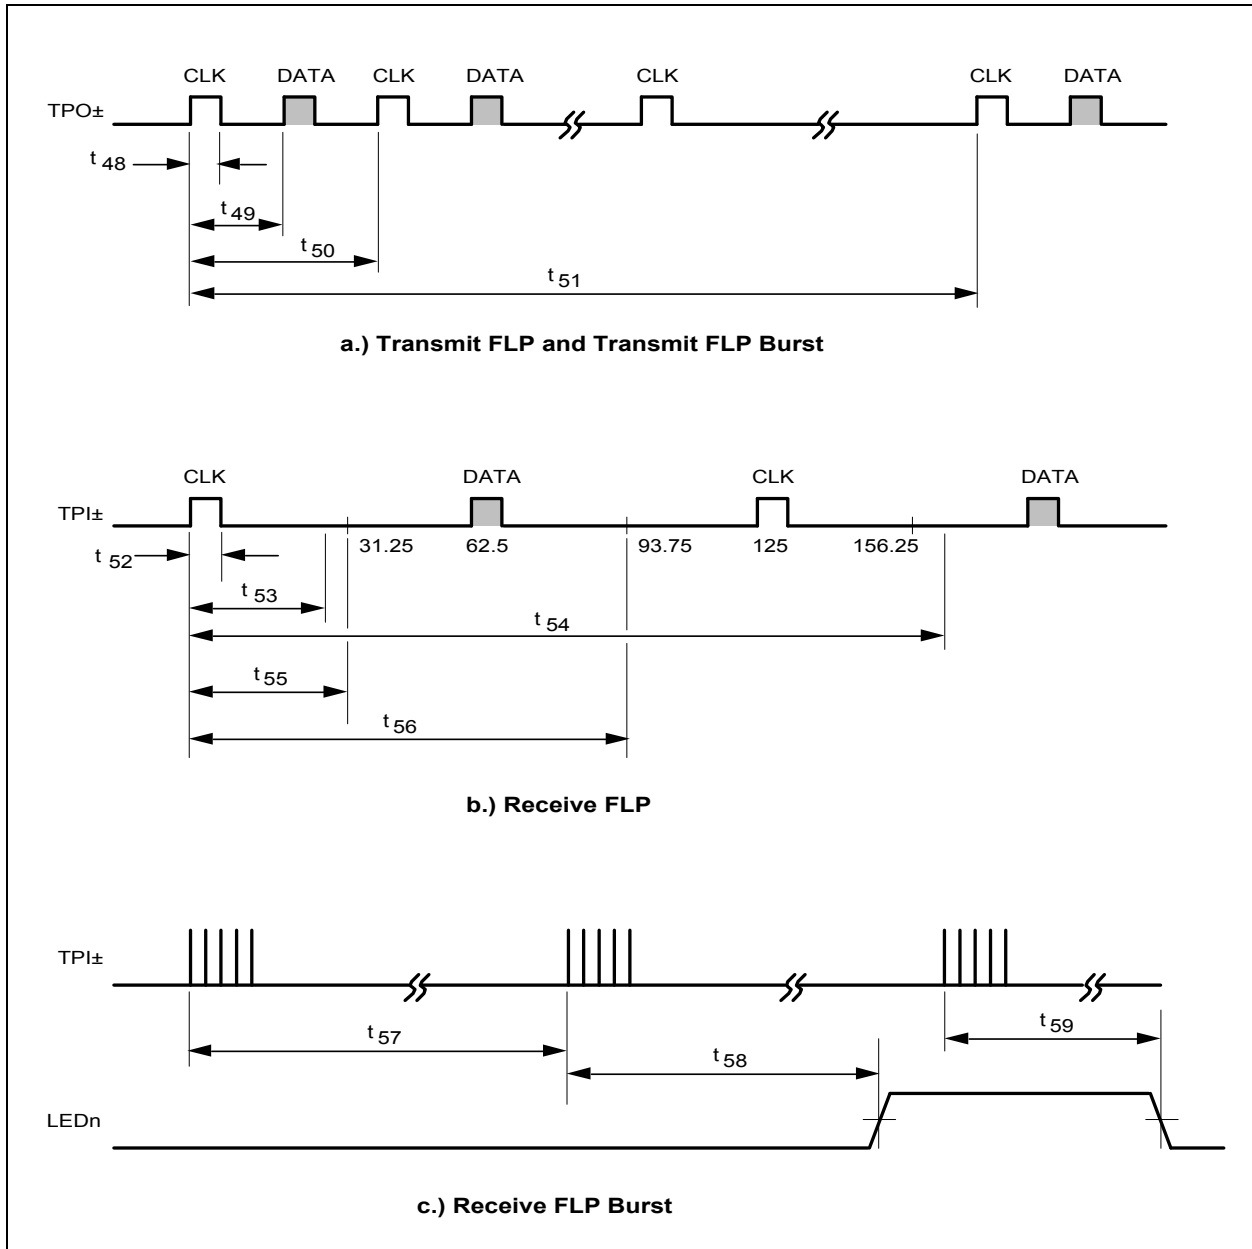 CLK DATA CLK DATA CLK CLK DATA
TPO±
t 48
t 49
t 50
t 51
a.) Transmit FLP and Transmit FLP Burst
CLK DATA CLK DATA
TPI±
31.25 62.5 93.75 125 156.25
t 52
t 53
t 54
t 55
t 56
b.) Receive FLP
TPI±
t 57
t 59
t 58
LEDn
c.) Receive FLP Burst